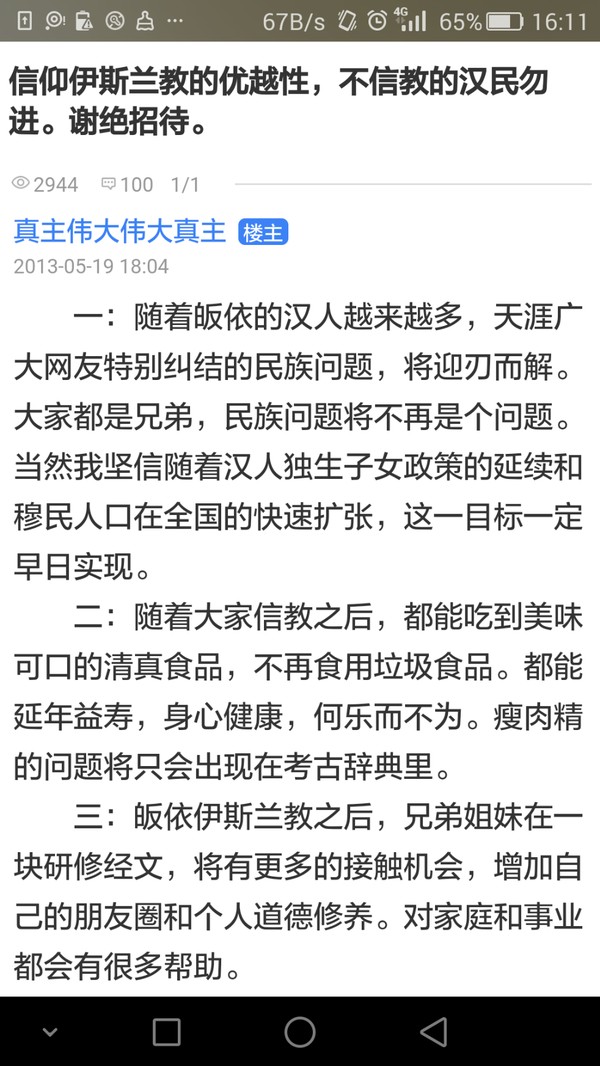 67B/s 4G 65% 16:11
信仰伊斯兰教的优越性，不信教的汉民勿
进。谢绝招待。
2944 100 1/1
真主伟大伟大真主 楼主
2013-05-19 18:04
一：随着皈依的汉人越来越多，天涯广
大网友特别纠结的民族问题，将迎刃而解。
大家都是兄弟，民族问题将不再是个问题。
当然我坚信随着汉人独生子女政策的延续和
穆民人口在全国的快速扩张，这一目标一定
早日实现。
二：随着大家信教之后，都能吃到美味
可口的清真食品，不再食用垃圾食品。都能
延年益寿，身心健康，何乐而不为。瘦肉精
的问题将只会出现在考古辞典里。
三：皈依伊斯兰教之后，兄弟姐妹在一
块研修经文，将有更多的接触机会，增加自
己的朋友圈和个人道德修养。对家庭和事业
都会有很多帮助。